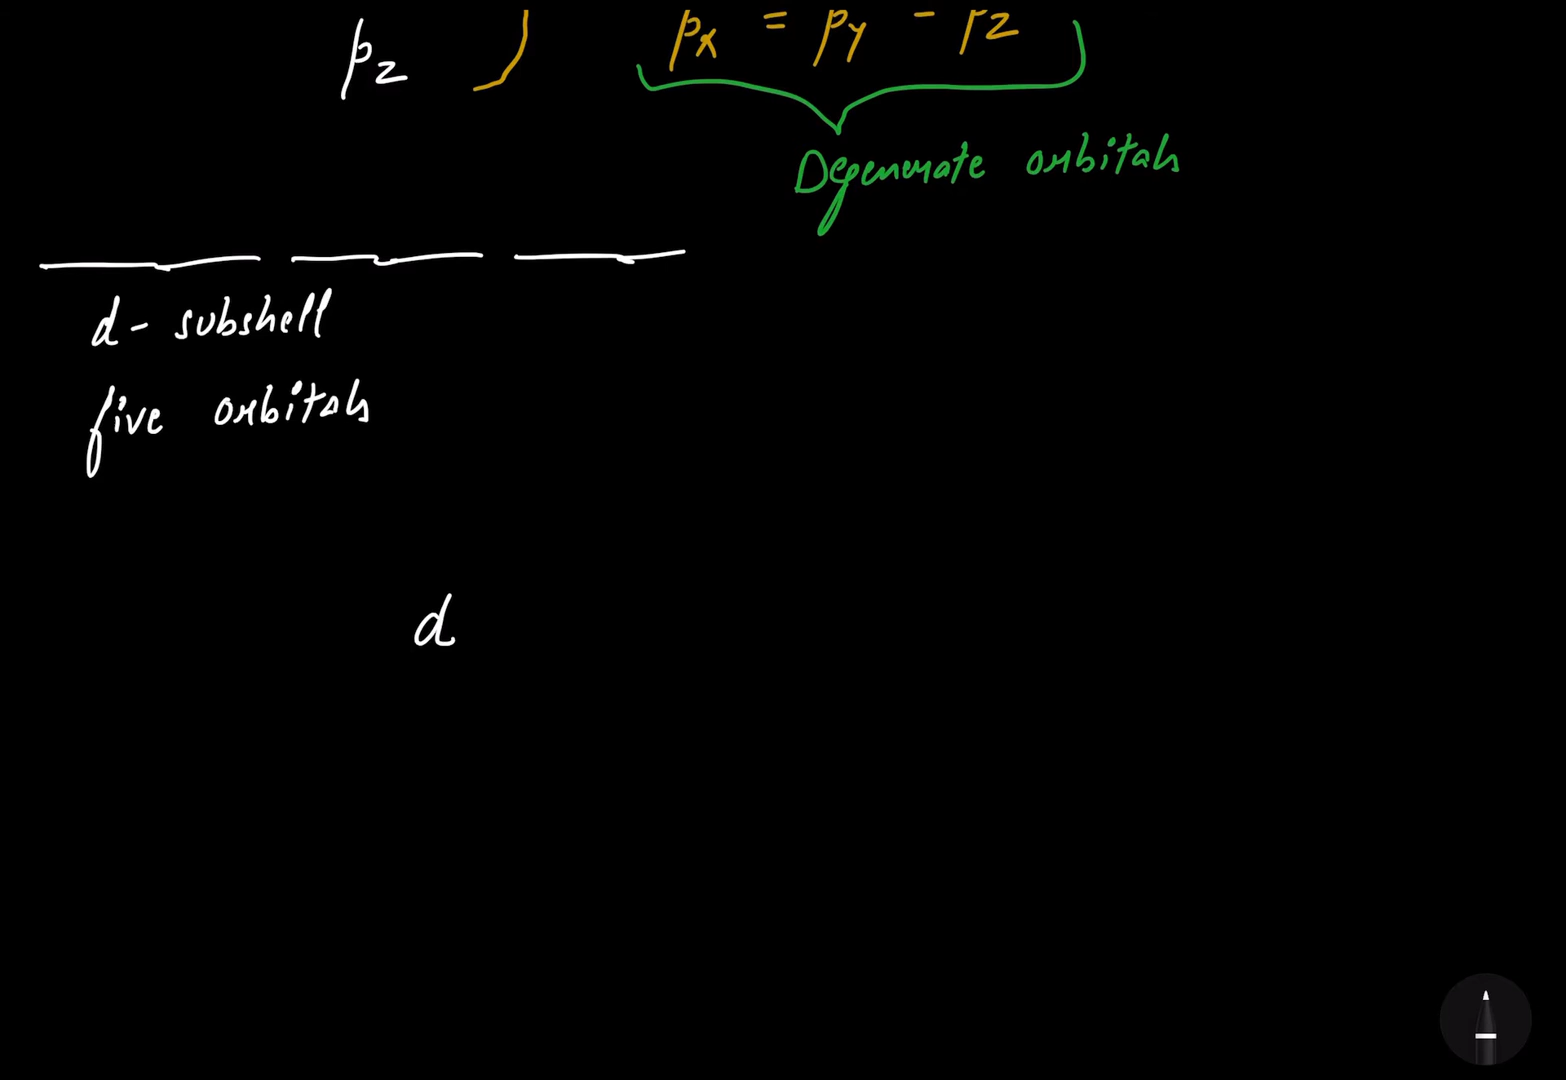 pz px = py = pz
Degenerate orbitals
d - subshell
five orbitals
d